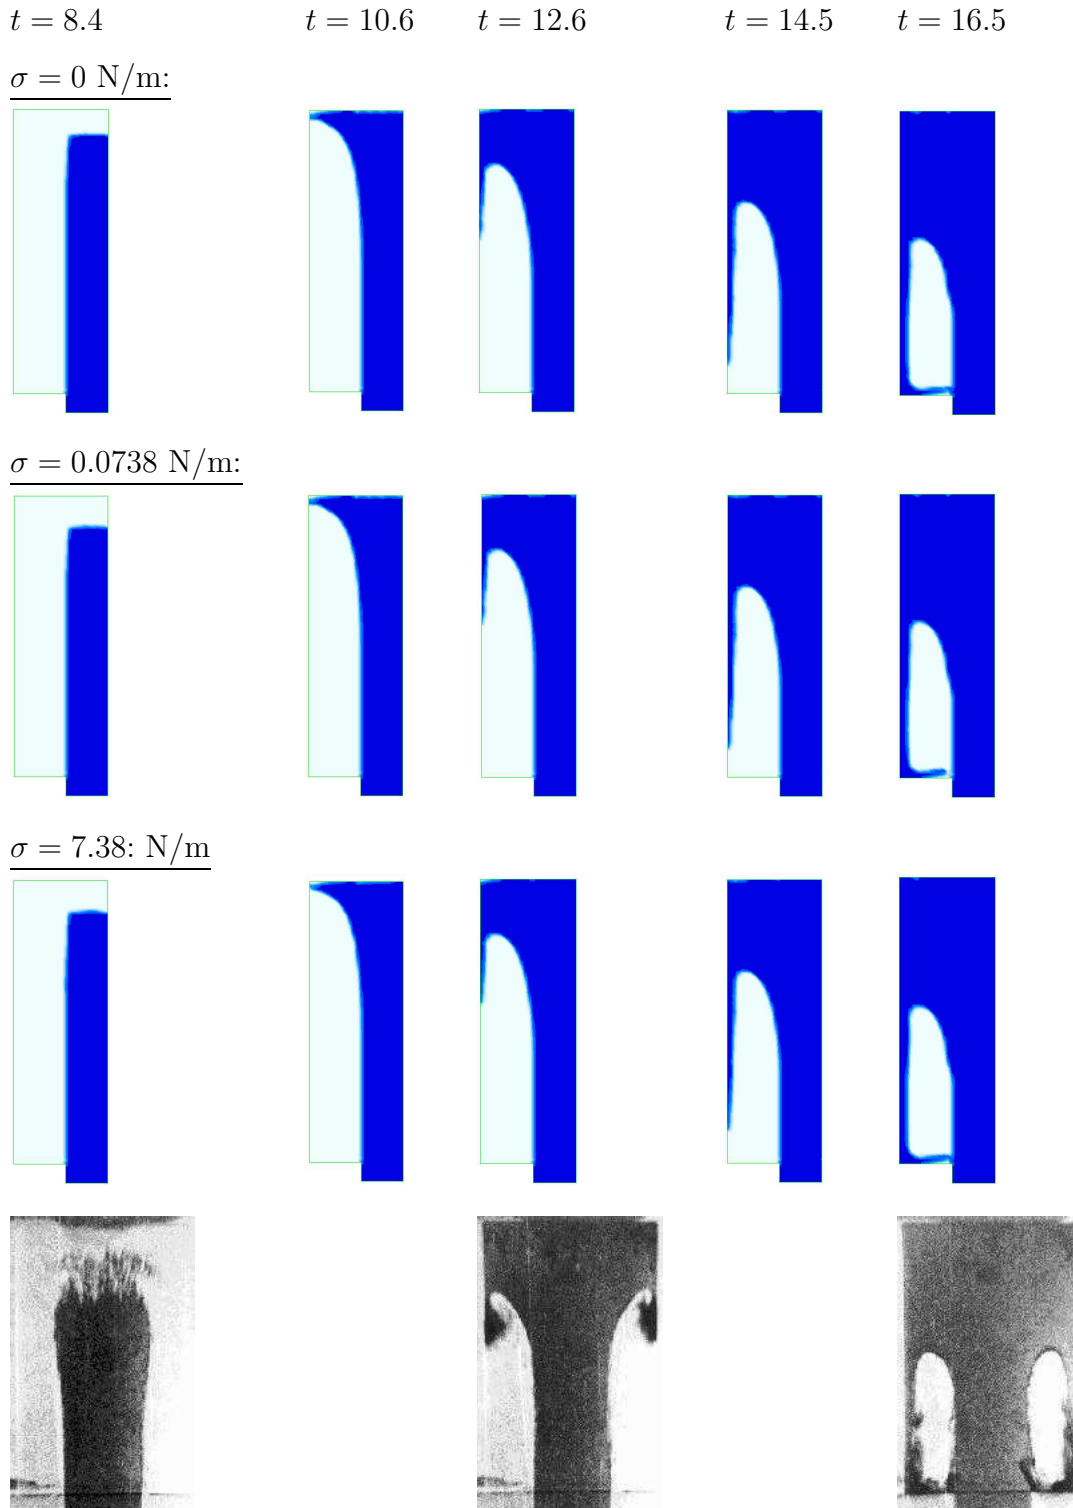 t = 8.4 t = 10.6 t = 12.6 t = 14.5 t = 16.5
σ = 0 N/m:
σ = 0.0738 N/m:
σ = 7.38: N/m